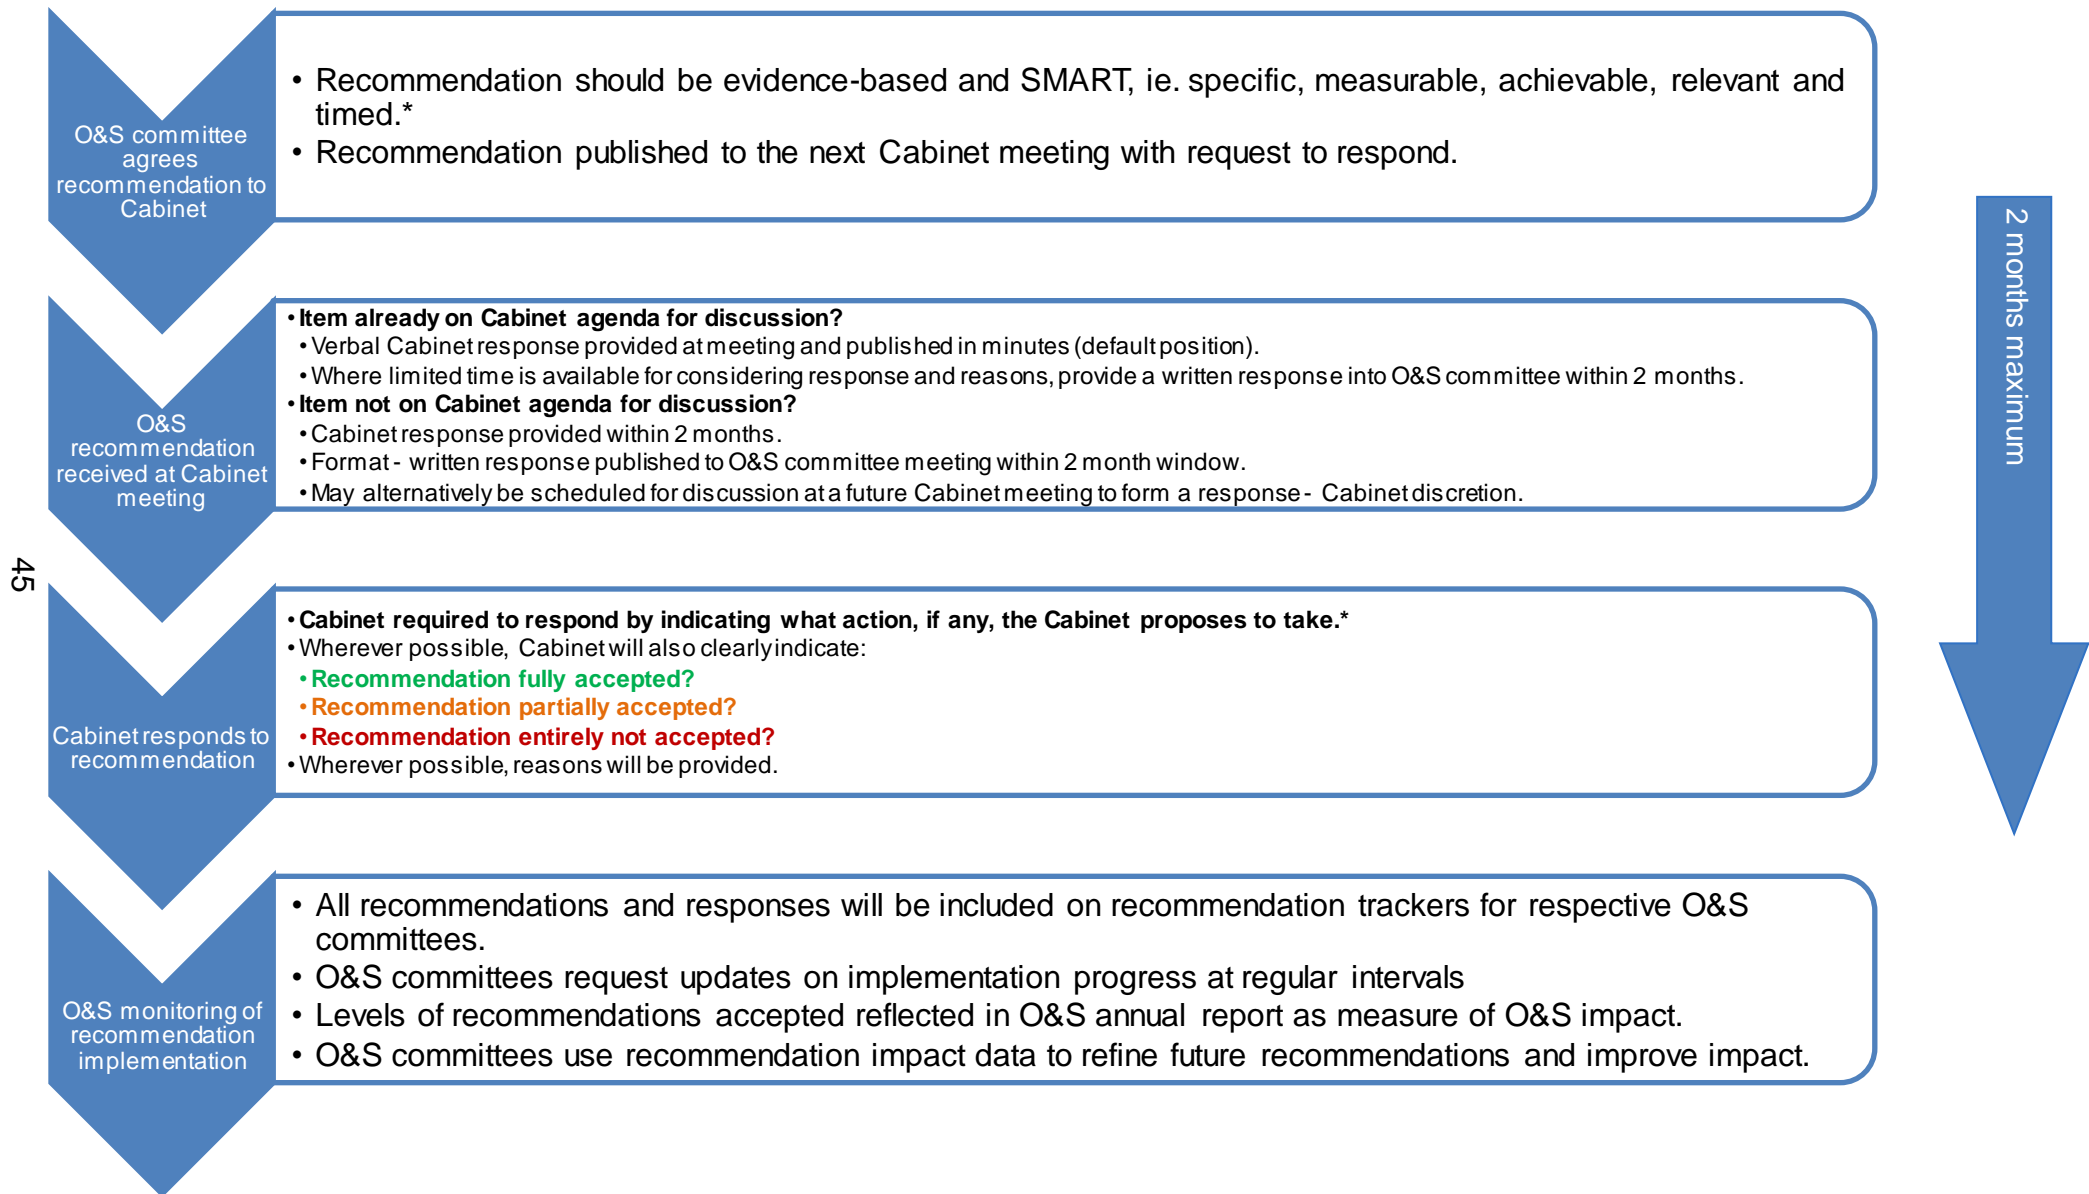 O&S committee
agrees
recommendation to
Cabinet
• Recommendation should be evidence-based and SMART, ie. specific, measurable, achievable, relevant and
timed.*
• Recommendation published to the next Cabinet meeting with request to respond.
2 months maximum
O&S
recommendation
received at Cabinet
meeting
• Item already on Cabinet agenda for discussion?
• Verbal Cabinet response provided at meeting and published in minutes (default position).
• Where limited time is available for considering response and reasons, provide a written response into O&S committee within 2 months.
• Item not on Cabinet agenda for discussion?
• Cabinet response provided within 2 months.
• Format - written response published to O&S committee meeting within 2 month window.
• May alternatively be scheduled for discussion at a future Cabinet meeting to form a response - Cabinet discretion.
45
Cabinet responds to
recommendation
• Cabinet required to respond by indicating what action, if any, the Cabinet proposes to take.*
• Wherever possible, Cabinet will also clearly indicate:
• Recommendation fully accepted?
• Recommendation partially accepted?
• Recommendation entirely not accepted?
• Wherever possible, reasons will be provided.
O&S monitoring of
recommendation
implementation
• All recommendations and responses will be included on recommendation trackers for respective O&S
committees.
• O&S committees request updates on implementation progress at regular intervals
• Levels of recommendations accepted reflected in O&S annual report as measure of O&S impact.
• O&S committees use recommendation impact data to refine future recommendations and improve impact.